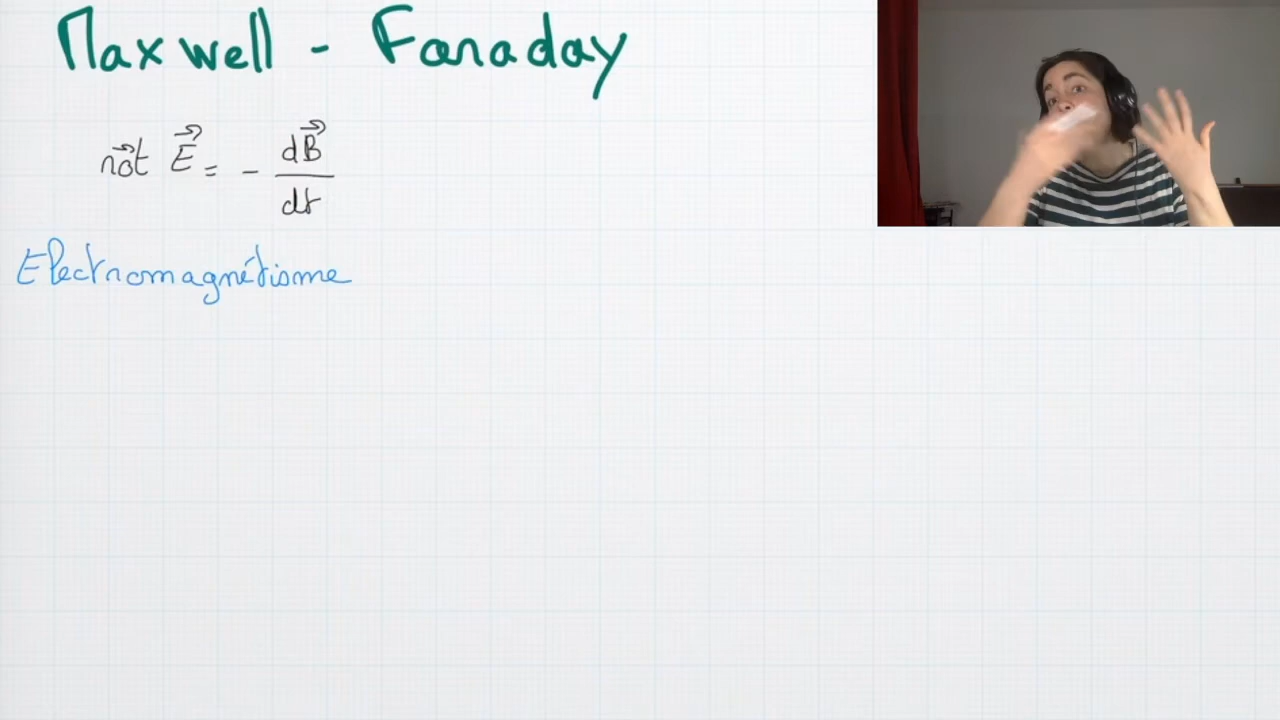 Maxwell - Faraday
rot E = - dB
dt
Electromagnétisme